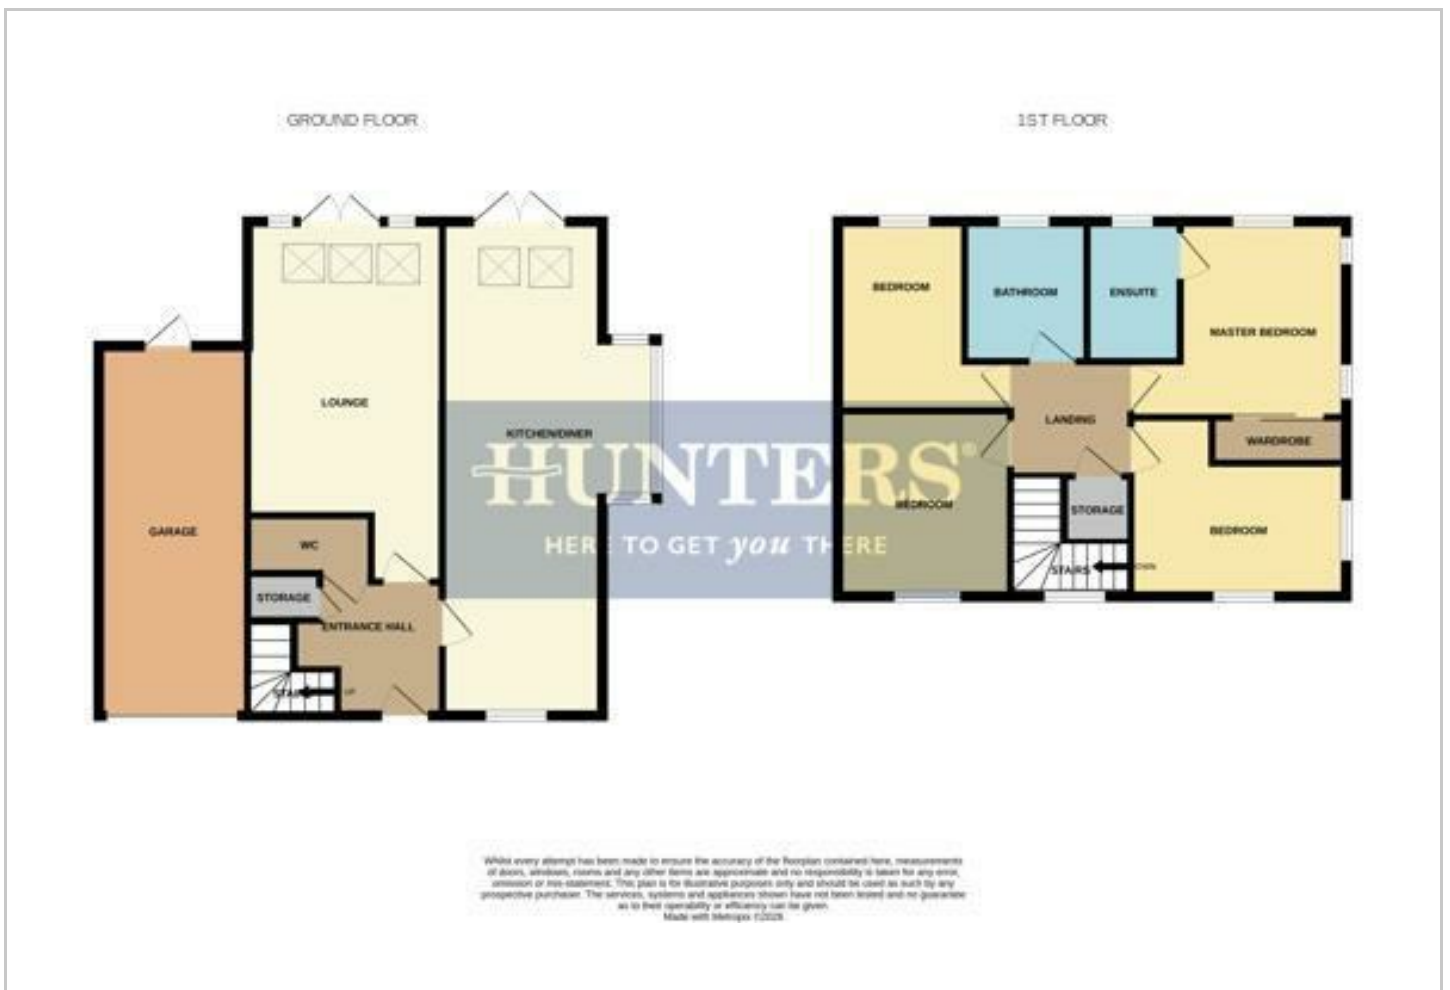 GROUND FLOOR
1ST FLOOR
LOUNGE
KITCHEN/DINER
GARAGE
WC
STORAGE
ENTRANCE HALL
STAI
UP
BEDROOM
BATHROOM
ENSUITE
MASTER BEDROOM
LANDING
WARDROBE
BEDROOM
STORAGE
BEDROOM
STAIRS
DOWN
HUNTERS®
HERE TO GET you THERE
Whilst every attempt has been made to ensure the accuracy of the floorplan contained here, measurements
of doors, windows, rooms and any other items are approximate and no responsibility is taken for any error,
omission or mis-statement. This plan is for illustrative purposes only and should be used as such by any
prospective purchaser. The services, systems and appliances shown have not been tested and no guarantee
as to their operability or efficiency can be given.
Made with Metropix